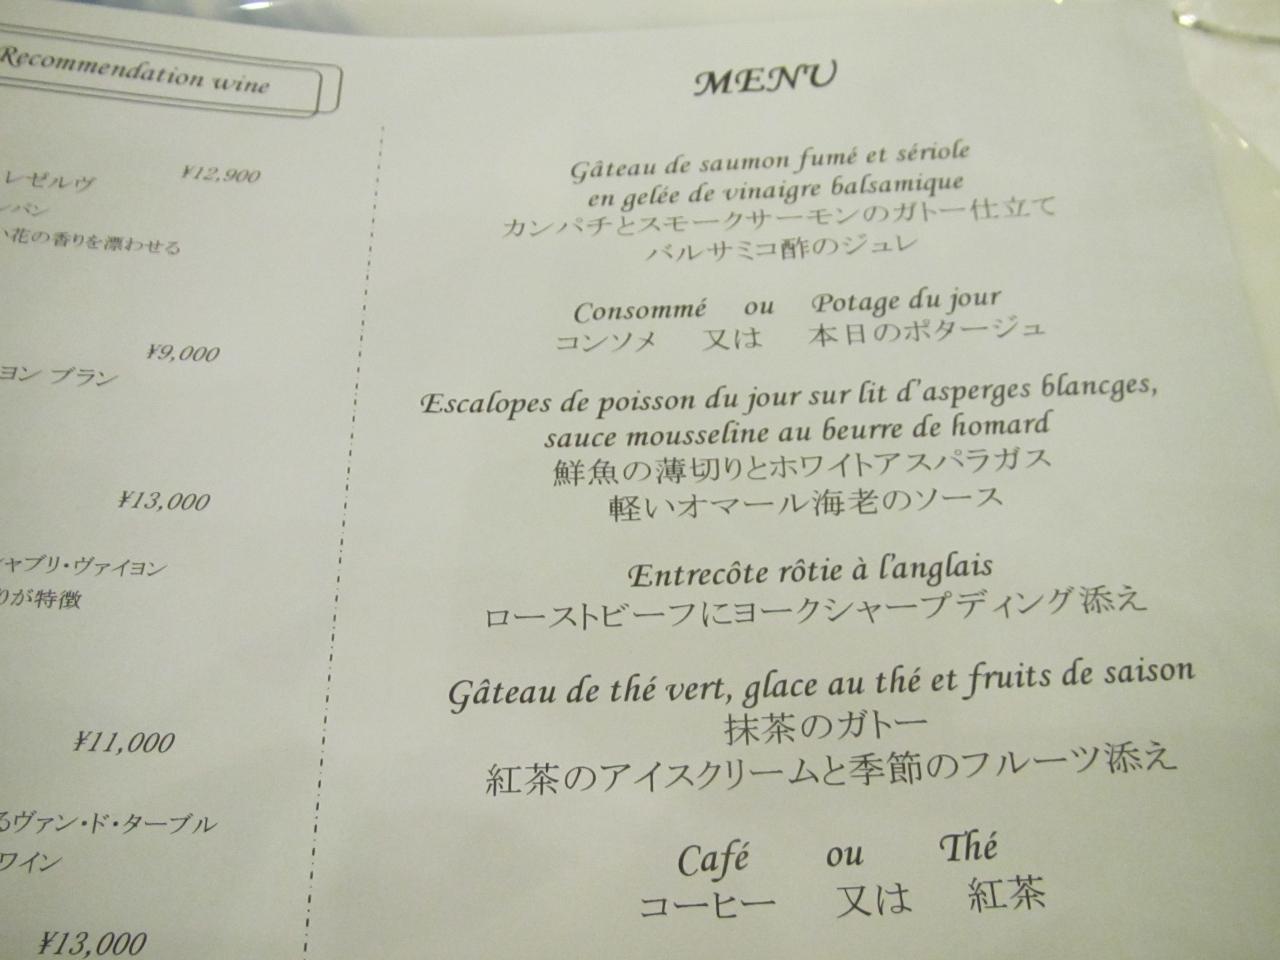 Recommendation wine
¥12,900
レゼルヴ
花の香りを漂わせる
¥9,000
ヨン ブラン
¥13,000
ャブリ・ヴァイヨン
りが特徴
¥11,000
るヴァン・ド・ターブル
ワイン
¥13,000
MENU
Gâteau de saumon fumé et sériole
en gelée de vinaigre balsamique
カンパチとスモークサーモンのガトー仕立て
バルサミコ酢のジュレ
Consommé ou Potage du jour
コンソメ 又は 本日のポタージュ
Escalopes de poisson du jour sur lit d'asperges blancges,
sauce mousseline au beurre de homard
鮮魚の薄切りとホワイトアスパラガス
軽いオマール海老のソース
Entrecôte rôtie à l'anglais
ローストビーフにヨークシャープディング添え
Gâteau de thé vert, glace au thé et fruits de saison
抹茶のガトー
紅茶のアイスクリームと季節のフルーツ添え
Café ou Thé
コーヒー 又は 紅茶